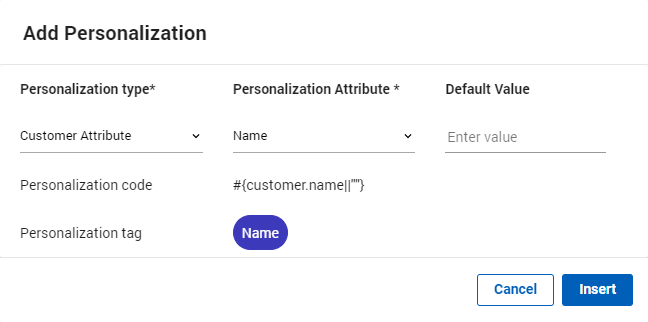 Add Personalization
Personalization type* Personalization Attribute * Default Value
Customer Attribute Name Enter value
Personalization code #{customer.name||""}
Personalization tag Name
Cancel Insert